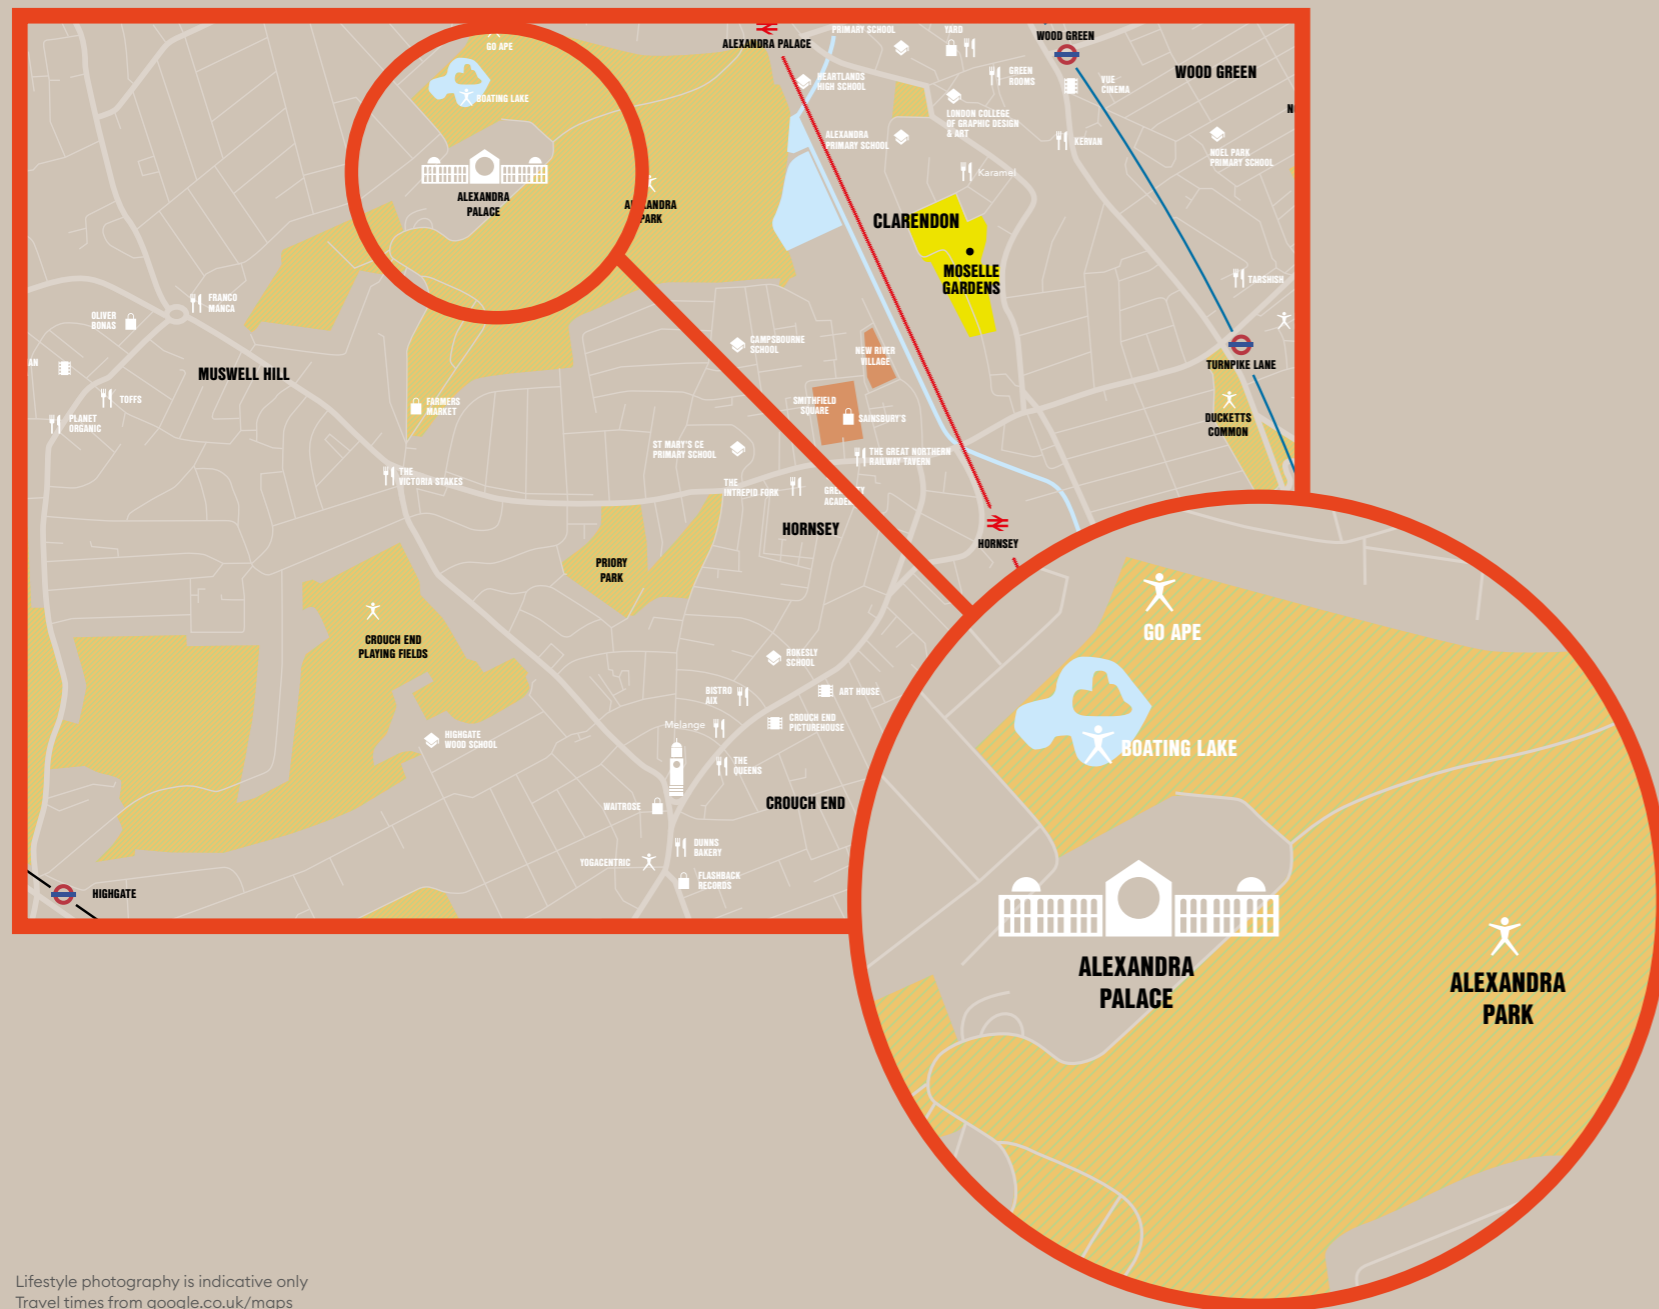 GO APE
BOATING LAKE
ALEXANDRA
PALACE
PARK
ALEXANDRA PALACE
PRIMARY SCHOOL
YARD
HEARTLANDS
HIGH SCHOOL
GREEN
ROOMS
WOOD GREEN
VUE
CINEMA
WOOD GREEN
LONDON COLLEGE
OF GRAPHIC DESIGN
& ART
ALEXANDRA
PRIMARY SCHOOL
KERVAN
NOEL PARK
PRIMARY SCHOOL
Karamel
CLARENDON
MOSELLE
GARDENS
TARSHISH
FRANCO
MANCA
OLIVER
BONAS
TOFFS
PLANET
ORGANIC
MUSWELL HILL
CAMPSBOURNE
SCHOOL
NEW RIVER
VILLAGE
TURNPIKE LANE
DUCKETTS
COMMON
FARMERS
MARKET
SMITHFIELD
SQUARE
SAINSBURY'S
ST MARY'S CE
PRIMARY SCHOOL
THE GREAT NORTHERN
RAILWAY TAVERN
THE
VICTORIA STAKES
THE
INTREPID FORK
HORNSEY
HORNSEY
PRIORY
PARK
CROUCH END
PLAYING FIELDS
ROKESLY
SCHOOL
BISTRO
AIX
ART HOUSE
Melange
CROUCH END
PICTUREHOUSE
HIGHGATE
WOOD SCHOOL
THE
QUEENS
WAITROSE
CROUCH END
DUNNS
BAKERY
YOGACENTRIC
FLASHBACK
RECORDS
HIGHGATE
GO APE
BOATING LAKE
ALEXANDRA
PALACE
ALEXANDRA
PARK
Lifestyle photography is indicative only
Travel times from google.co.uk/maps